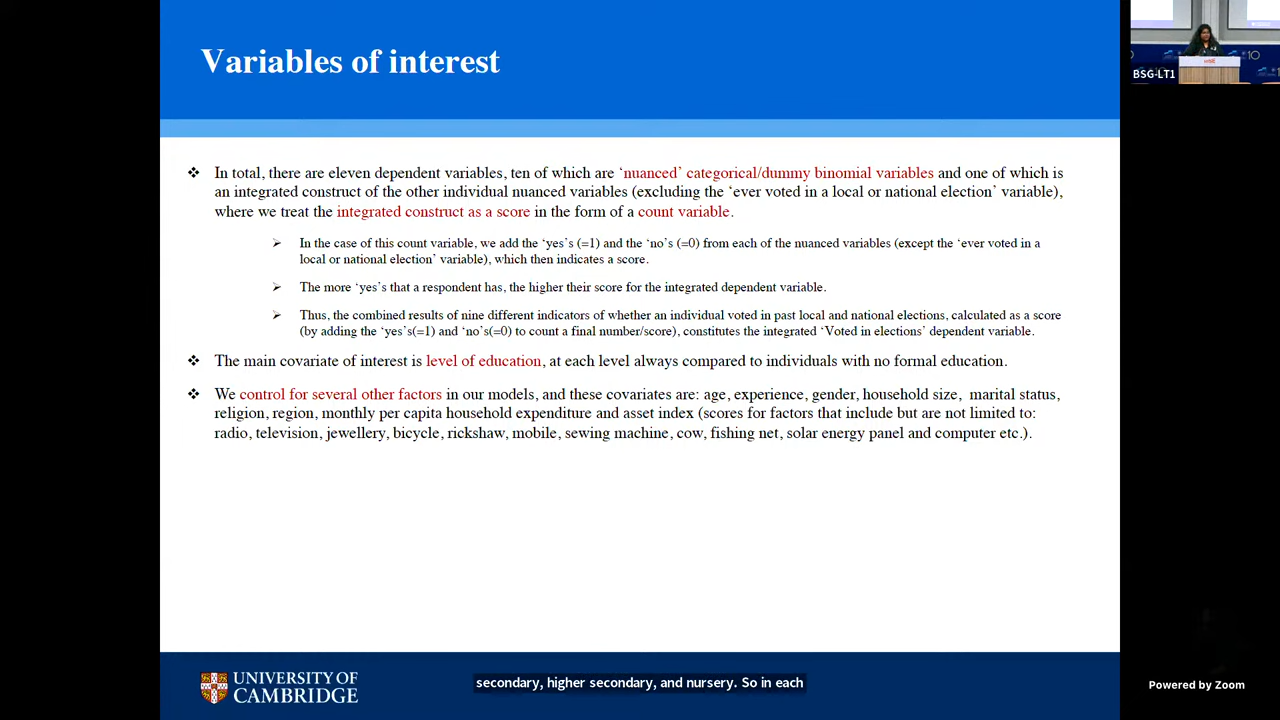 Variables of interest
❖ In total, there are eleven dependent variables, ten of which are ‘nuanced’ categorical/dummy binomial variables and one of which is
an integrated construct of the other individual nuanced variables (excluding the ‘ever voted in a local or national election’ variable),
where we treat the integrated construct as a score in the form of a count variable.
➢ In the case of this count variable, we add the ‘yes’s (=1) and the ‘no’s (=0) from each of the nuanced variables (except the ‘ever voted in a
local or national election’ variable), which then indicates a score.
➢ The more ‘yes’s that a respondent has, the higher their score for the integrated dependent variable.
➢ Thus, the combined results of nine different indicators of whether an individual voted in past local and national elections, calculated as a score
(by adding the ‘yes’s(=1) and ‘no’s(=0) to count a final number/score), constitutes the integrated ‘Voted in elections’ dependent variable.
❖ The main covariate of interest is level of education, at each level always compared to individuals with no formal education.
❖ We control for several other factors in our models, and these covariates are: age, experience, gender, household size, marital status,
religion, region, monthly per capita household expenditure and asset index (scores for factors that include but are not limited to:
radio, television, jewellery, bicycle, rickshaw, mobile, sewing machine, cow, fishing net, solar energy panel and computer etc.).
UNIVERSITY OF
CAMBRIDGE
secondary, higher secondary, and nursery. So in each
BSG-LT1
Powered by Zoom